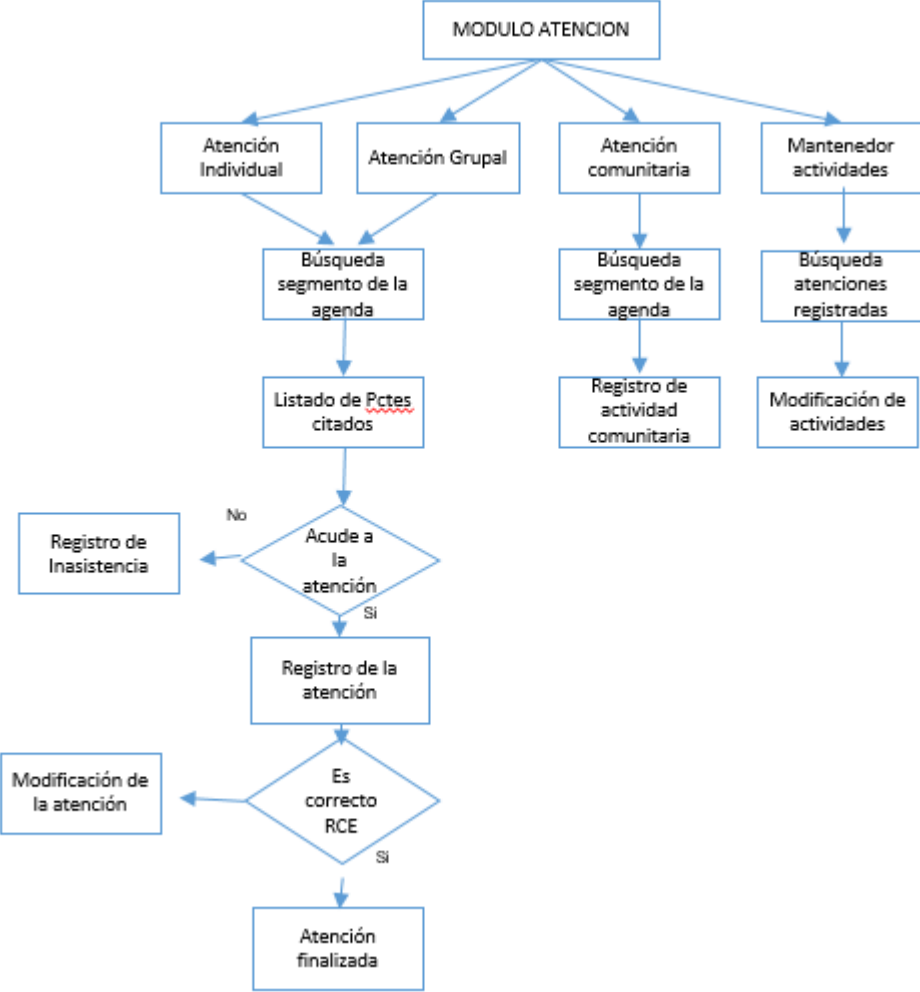 MODULO ATENCION
Atención
Individual
Atención Grupal
Atención
comunitaria
Mantenedor
actividades
Búsqueda
segmento de la
agenda
Búsqueda
segmento de la
agenda
Búsqueda
atenciones
registradas
Listado de Pctes
citados
Registro de
actividad
comunitaria
Modificación de
actividades
No
Registro de
Inasistencia
Acude a
la
atención
Si
Registro de la
atención
Modificación de
la atención
Es
correcto
RCE
Si
Atención
finalizada